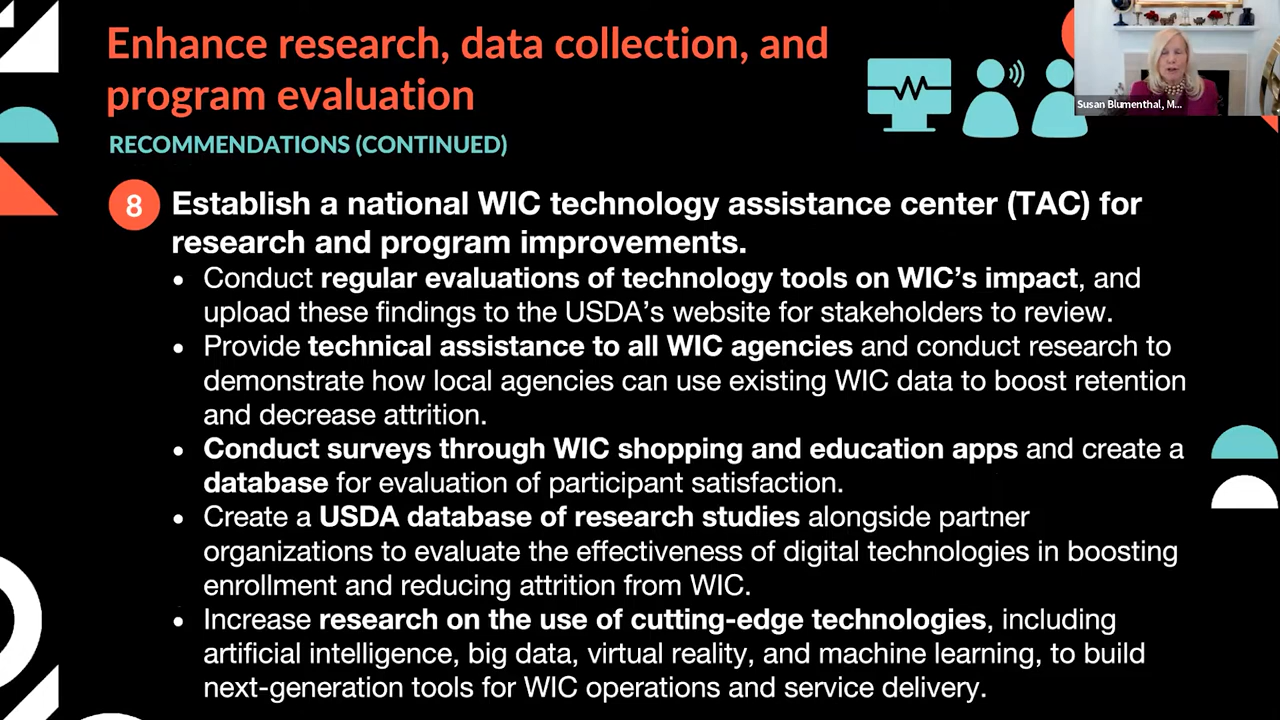 Enhance research, data collection, and
program evaluation
RECOMMENDATIONS (CONTINUED)
Susan Blumenthal, M...
8 Establish a national WIC technology assistance center (TAC) for
research and program improvements.
• Conduct regular evaluations of technology tools on WIC’s impact, and
upload these findings to the USDA’s website for stakeholders to review.
• Provide technical assistance to all WIC agencies and conduct research to
demonstrate how local agencies can use existing WIC data to boost retention
and decrease attrition.
• Conduct surveys through WIC shopping and education apps and create a
database for evaluation of participant satisfaction.
• Create a USDA database of research studies alongside partner
organizations to evaluate the effectiveness of digital technologies in boosting
enrollment and reducing attrition from WIC.
• Increase research on the use of cutting-edge technologies, including
artificial intelligence, big data, virtual reality, and machine learning, to build
next-generation tools for WIC operations and service delivery.